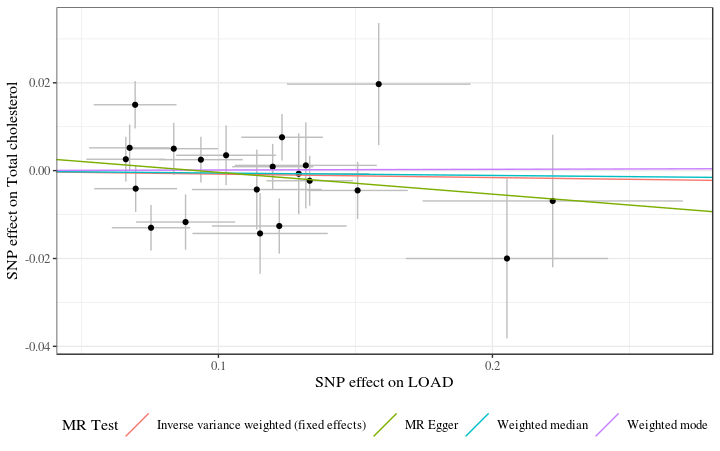 SNP effect on Total cholesterol
0.02
0.00
-0.02
-0.04
0.1 0.2
SNP effect on LOAD
MR Test Inverse variance weighted (fixed effects) MR Egger Weighted median Weighted mode